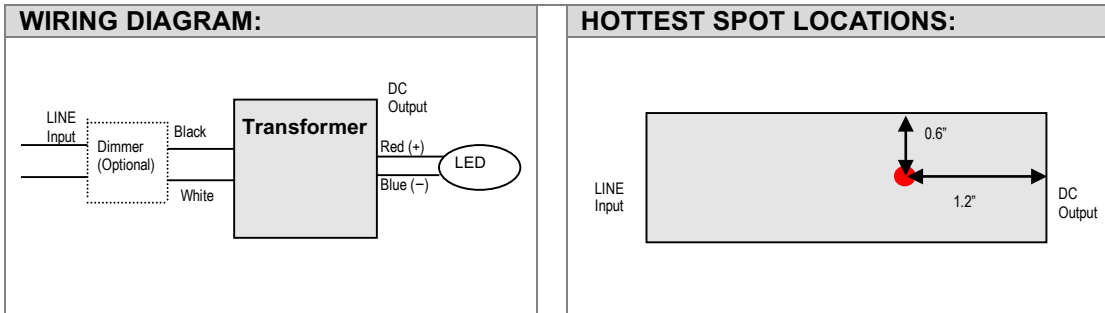 WIRING DIAGRAM:
LINE
Input
Dimmer
(Optional)
Black
White
Transformer
DC
Output
Red (+)
Blue (−)
LED
HOTTEST SPOT LOCATIONS:
LINE
Input
0.6"
1.2"
DC
Output